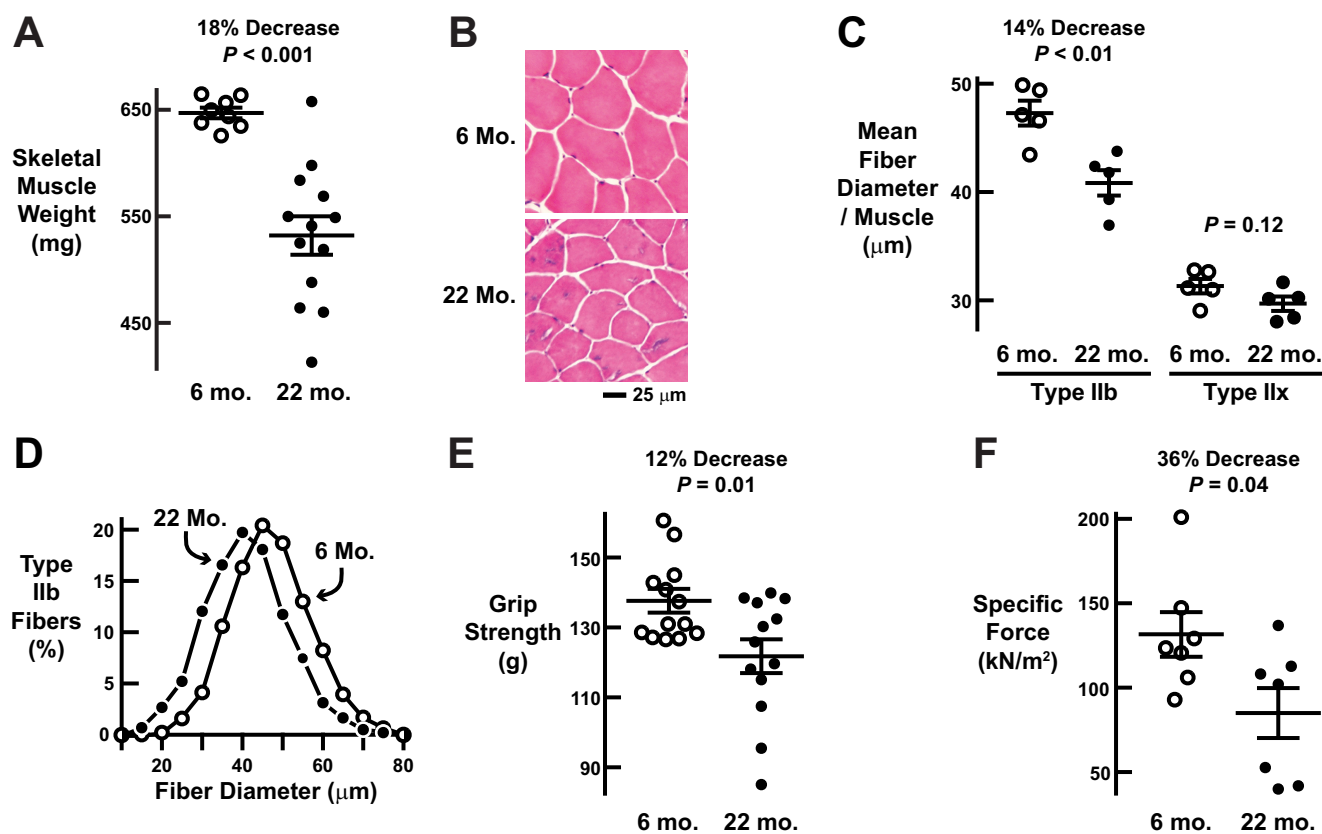 A
18% Decrease
P < 0.001
Skeletal
Muscle
Weight
(mg)
650
550
450
6 mo.
22 mo.
B
6 Mo.
22 Mo.
25 μm
C
14% Decrease
P < 0.01
Mean
Fiber
Diameter
/ Muscle
(μm)
50
40
30
P = 0.12
6 mo.
22 mo.
6 mo.
22 mo.
Type IIb
Type IIx
D
22 Mo.
6 Mo.
Type
IIb
Fibers
(%)
20
15
10
5
0
20
40
60
80
Fiber Diameter (μm)
E
12% Decrease
P = 0.01
Grip
Strength
(g)
150
130
110
90
6 mo.
22 mo.
F
36% Decrease
P = 0.04
Specific
Force
(kN/m²)
200
150
100
50
6 mo.
22 mo.